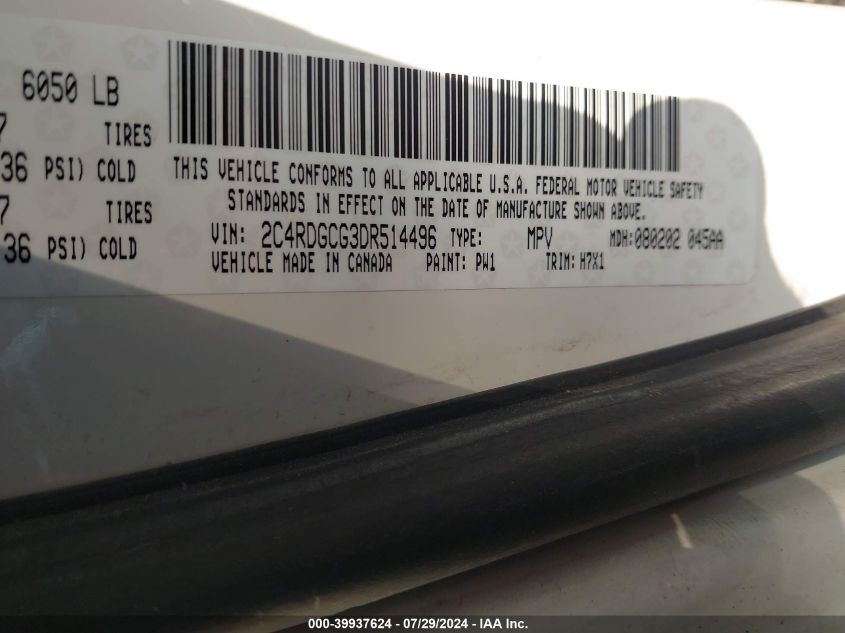 6050 LB
7 TIRES
36 PSI) COLD
7 TIRES
36 PSI) COLD
THIS VEHICLE CONFORMS TO ALL APPLICABLE U.S.A. FEDERAL MOTOR VEHICLE SAFETY
STANDARDS IN EFFECT ON THE DATE OF MANUFACTURE SHOWN ABOVE.
VIN: 2C4RDGCG3DR514496 TYPE: MPV MDH:080202 045AA
VEHICLE MADE IN CANADA PAINT: PW1 TRIM: H7X1
000-39937624 / 07/29/2024 - IAA Inc.